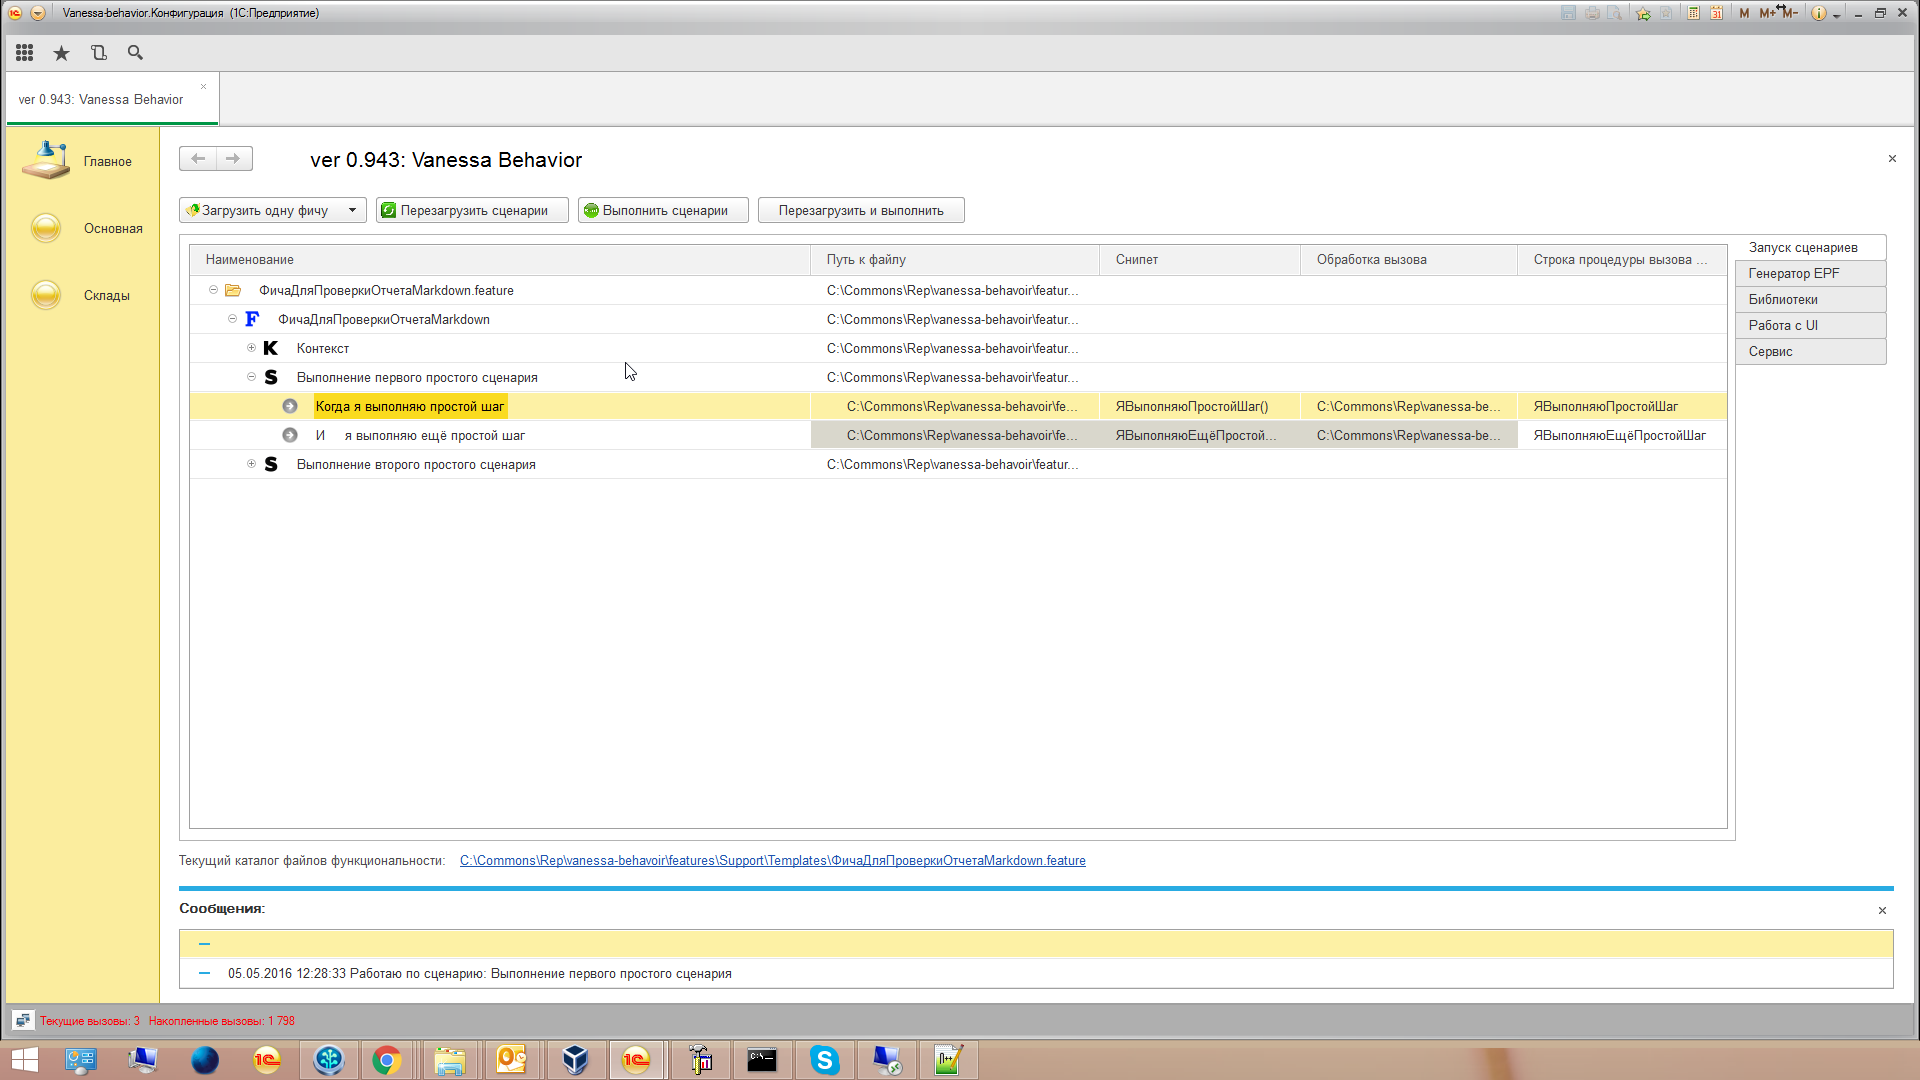 Vanessa-behavior.Конфигурация (1С:Предприятие)
M M+ M-
ver 0.943: Vanessa Behavior
Главное
Основная
Склады
ver 0.943: Vanessa Behavior
Загрузить одну фичу
Перезагрузить сценарии
Выполнить сценарии
Перезагрузить и выполнить
Наименование Путь к файлу Снипет Обработка вызова Строка процедуры вызова ...
ФичаДляПроверкиОтчетаMarkdown.feature C:\Commons\Rep\vanessa-behavoir\featur...
F ФичаДляПроверкиОтчетаMarkdown C:\Commons\Rep\vanessa-behavoir\featur...
K Контекст C:\Commons\Rep\vanessa-behavoir\featur...
S Выполнение первого простого сценария C:\Commons\Rep\vanessa-behavoir\featur...
Когда я выполняю простой шаг C:\Commons\Rep\vanessa-behavoir\fe... ЯВыполняюПростойШаг() C:\Commons\Rep\vanessa-be... ЯВыполняюПростойШаг
И я выполняю ещё простой шаг C:\Commons\Rep\vanessa-behavoir\fe... ЯВыполняюЕщёПростой... C:\Commons\Rep\vanessa-be... ЯВыполняюЕщёПростойШаг
S Выполнение второго простого сценария C:\Commons\Rep\vanessa-behavoir\featur...
Запуск сценариев
Генератор EPF
Библиотеки
Работа с UI
Сервис
Текущий каталог файлов функциональности: C:\Commons\Rep\vanessa-behavoir\features\Support\Templates\ФичаДляПроверкиОтчетаMarkdown.feature
Сообщения:
05.05.2016 12:28:33 Работаю по сценарию: Выполнение первого простого сценария
Текущие вызовы: 3 Накопленные вызовы: 1 798